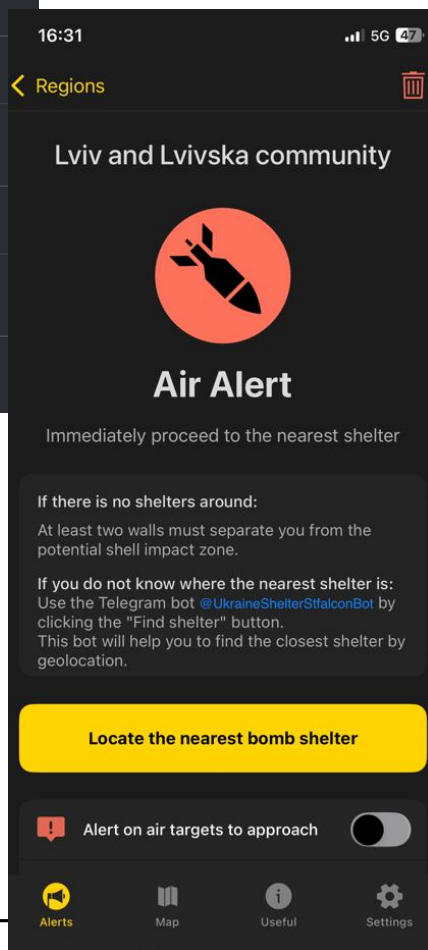 16:31
5G 47
Regions
Lviv and Lvivska community
Air Alert
Immediately proceed to the nearest shelter
If there is no shelters around:
At least two walls must separate you from the
potential shell impact zone.
If you do not know where the nearest shelter is:
Use the Telegram bot @UkraineShelterStfalconBot by
clicking the "Find shelter" button.
This bot will help you to find the closest shelter by
geolocation.
Locate the nearest bomb shelter
! Alert on air targets to approach
Alerts Map Useful Settings